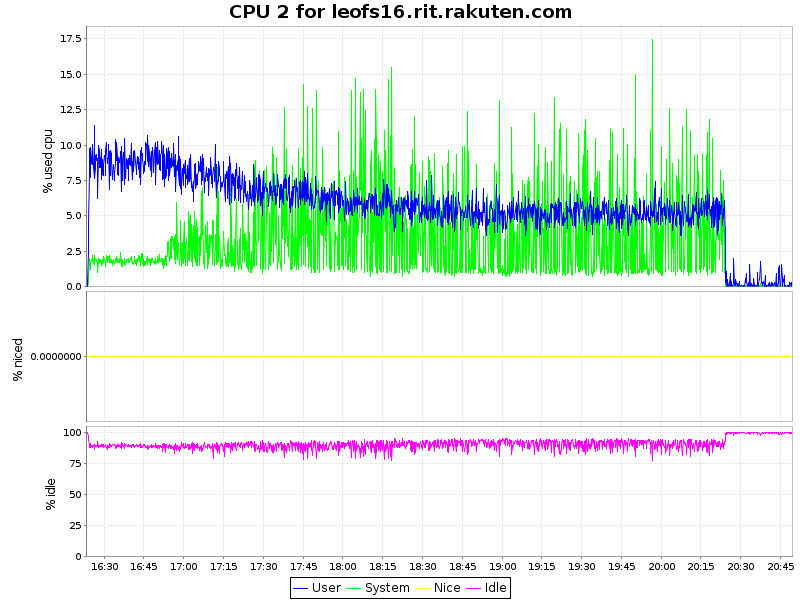 CPU 2 for leofs16.rit.rakuten.com
% used cpu
17.5
15.0
12.5
10.0
7.5
5.0
2.5
0.0
% niced
0.0000000
% idle
100
75
50
25
0
16:30 16:45 17:00 17:15 17:30 17:45 18:00 18:15 18:30 18:45 19:00 19:15 19:30 19:45 20:00 20:15 20:30 20:45
User System Nice Idle